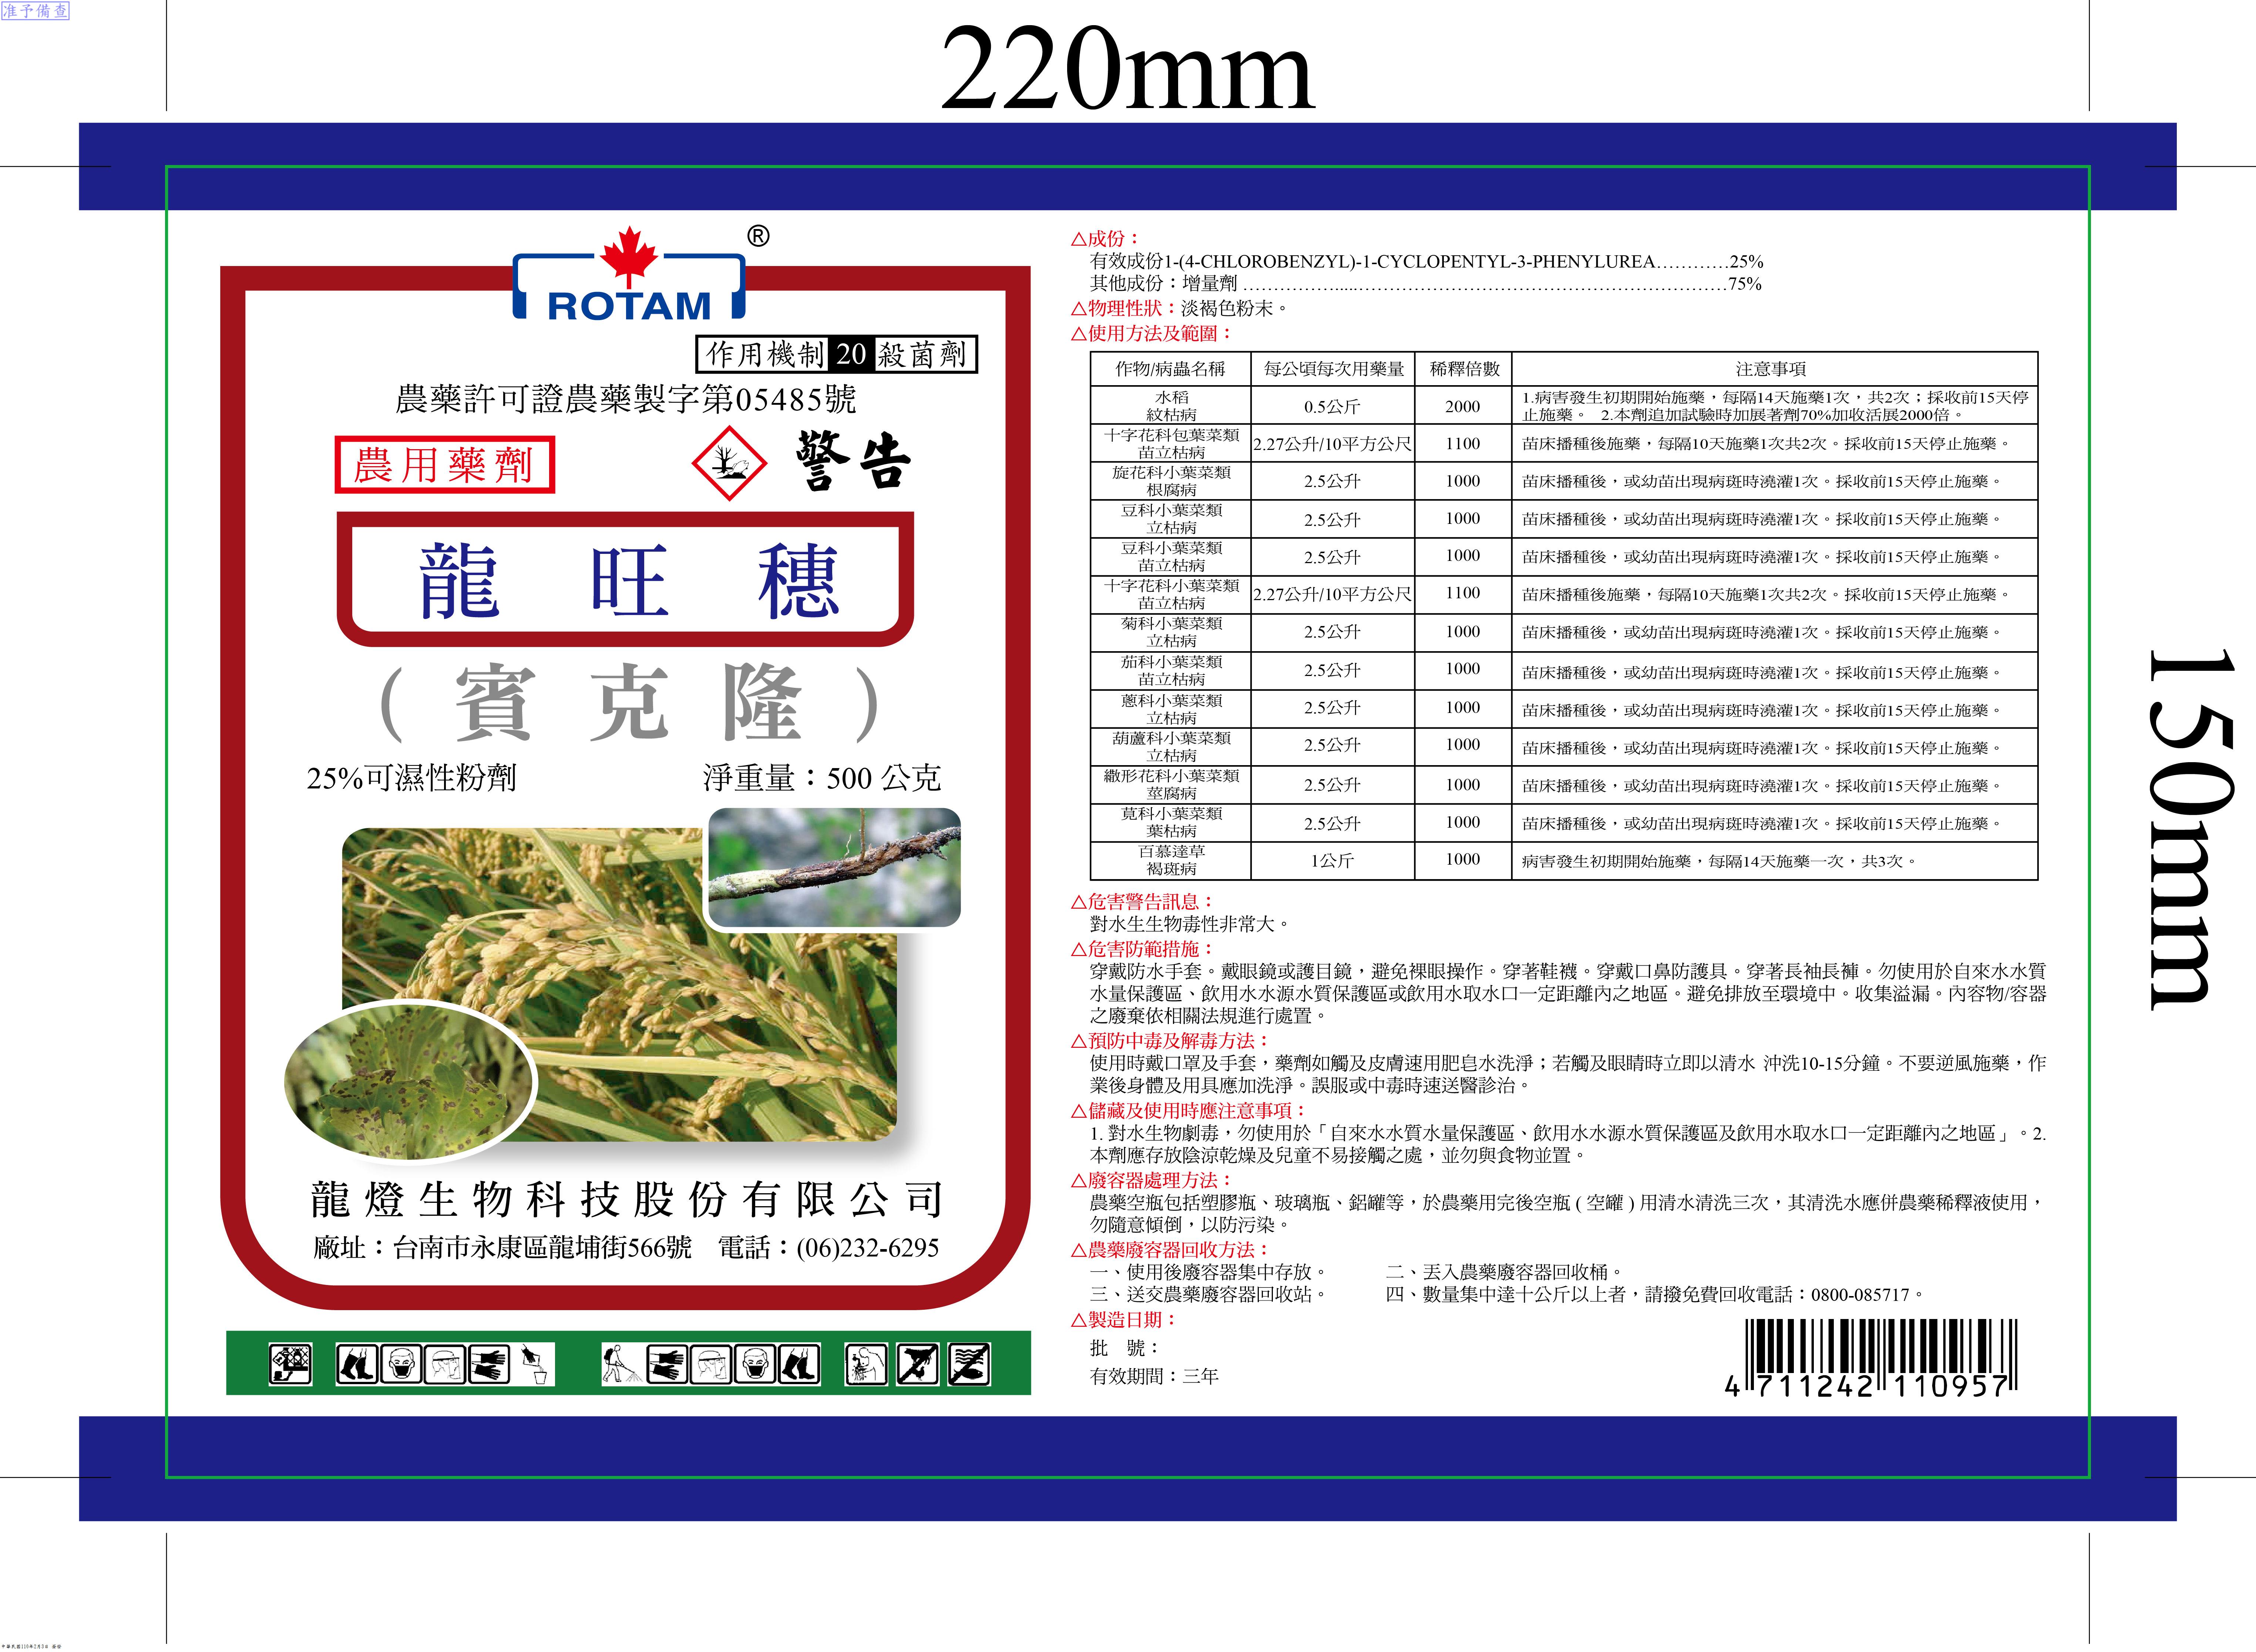 准予備查
220mm
150mm
ROTAM
®
作用機制 20 殺菌劑
農藥許可證農藥製字第05485號
農用藥劑
警告
龍旺穗
(賓克隆)
25%可濕性粉劑 淨重量：500 公克
龍燈生物科技股份有限公司
廠址：台南市永康區龍埔街566號 電話：(06)232-6295
△成份：
有效成份1-(4-CHLOROBENZYL)-1-CYCLOPENTYL-3-PHENYLUREA…………25%
其他成份：增量劑 ……………....………………………………………………………75%
△物理性狀：淡褐色粉末。
△使用方法及範圍：
作物/病蟲名稱 每公頃每次用藥量 稀釋倍數 注意事項
水稻
紋枯病 0.5公斤 2000 1.病害發生初期開始施藥，每隔14天施藥1次，共2次；採收前15天停
止施藥。 2.本劑追加試驗時加展著劑70%加收活展2000倍。
十字花科包葉菜類
苗立枯病 2.27公升/10平方公尺 1100 苗床播種後施藥，每隔10天施藥1次共2次。採收前15天停止施藥。
旋花科小葉菜類
根腐病 2.5公升 1000 苗床播種後，或幼苗出現病斑時澆灌1次。採收前15天停止施藥。
豆科小葉菜類
立枯病 2.5公升 1000 苗床播種後，或幼苗出現病斑時澆灌1次。採收前15天停止施藥。
豆科小葉菜類
苗立枯病 2.5公升 1000 苗床播種後，或幼苗出現病斑時澆灌1次。採收前15天停止施藥。
十字花科小葉菜類
苗立枯病 2.27公升/10平方公尺 1100 苗床播種後施藥，每隔10天施藥1次共2次。採收前15天停止施藥。
菊科小葉菜類
立枯病 2.5公升 1000 苗床播種後，或幼苗出現病斑時澆灌1次。採收前15天停止施藥。
茄科小葉菜類
苗立枯病 2.5公升 1000 苗床播種後，或幼苗出現病斑時澆灌1次。採收前15天停止施藥。
蔥科小葉菜類
立枯病 2.5公升 1000 苗床播種後，或幼苗出現病斑時澆灌1次。採收前15天停止施藥。
葫蘆科小葉菜類
立枯病 2.5公升 1000 苗床播種後，或幼苗出現病斑時澆灌1次。採收前15天停止施藥。
繖形花科小葉菜類
莖腐病 2.5公升 1000 苗床播種後，或幼苗出現病斑時澆灌1次。採收前15天停止施藥。
莧科小葉菜類
葉枯病 2.5公升 1000 苗床播種後，或幼苗出現病斑時澆灌1次。採收前15天停止施藥。
百慕達草
褐斑病 1公斤 1000 病害發生初期開始施藥，每隔14天施藥一次，共3次。
△危害警告訊息：
對水生生物毒性非常大。
△危害防範措施：
穿戴防水手套。戴眼鏡或護目鏡，避免裸眼操作。穿著鞋襪。穿戴口鼻防護具。穿著長袖長褲。勿使用於自來水水質
水量保護區、飲用水水源水質保護區或飲用水取水口一定距離內之地區。避免排放至環境中。收集溢漏。內容物/容器
之廢棄依相關法規進行處置。
△預防中毒及解毒方法：
使用時戴口罩及手套，藥劑如觸及皮膚速用肥皂水洗淨；若觸及眼睛時立即以清水 沖洗10-15分鐘。不要逆風施藥，作
業後身體及用具應加洗淨。誤服或中毒時速送醫診治。
△儲藏及使用時應注意事項：
1. 對水生物劇毒，勿使用於「自來水水質水量保護區、飲用水水源水質保護區及飲用水取水口一定距離內之地區」。2.
本劑應存放陰涼乾燥及兒童不易接觸之處，並勿與食物並置。
△廢容器處理方法：
農藥空瓶包括塑膠瓶、玻璃瓶、鋁罐等，於農藥用完後空瓶 ( 空罐 ) 用清水清洗三次，其清洗水應併農藥稀釋液使用，
勿隨意傾倒，以防污染。
△農藥廢容器回收方法：
一、使用後廢容器集中存放。 二、丟入農藥廢容器回收桶。
三、送交農藥廢容器回收站。 四、數量集中達十公斤以上者，請撥免費回收電話：0800-085717。
△製造日期：
批 號：
有效期間：三年
4 711242 110957